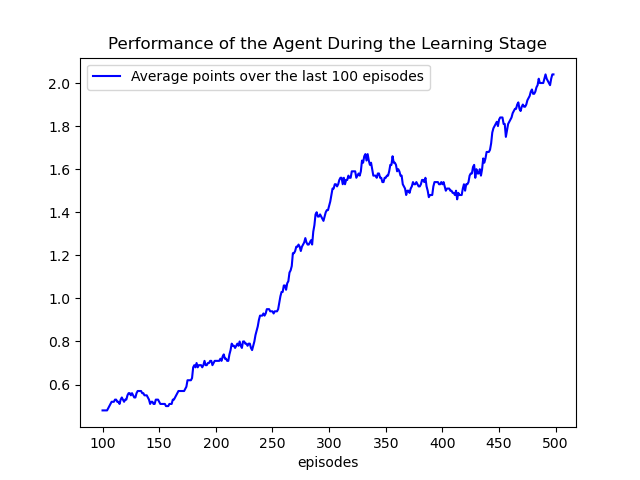 Performance of the Agent During the Learning Stage
Average points over the last 100 episodes
2.0
1.8
1.6
1.4
1.2
1.0
0.8
0.6
100 150 200 250 300 350 400 450 500
episodes